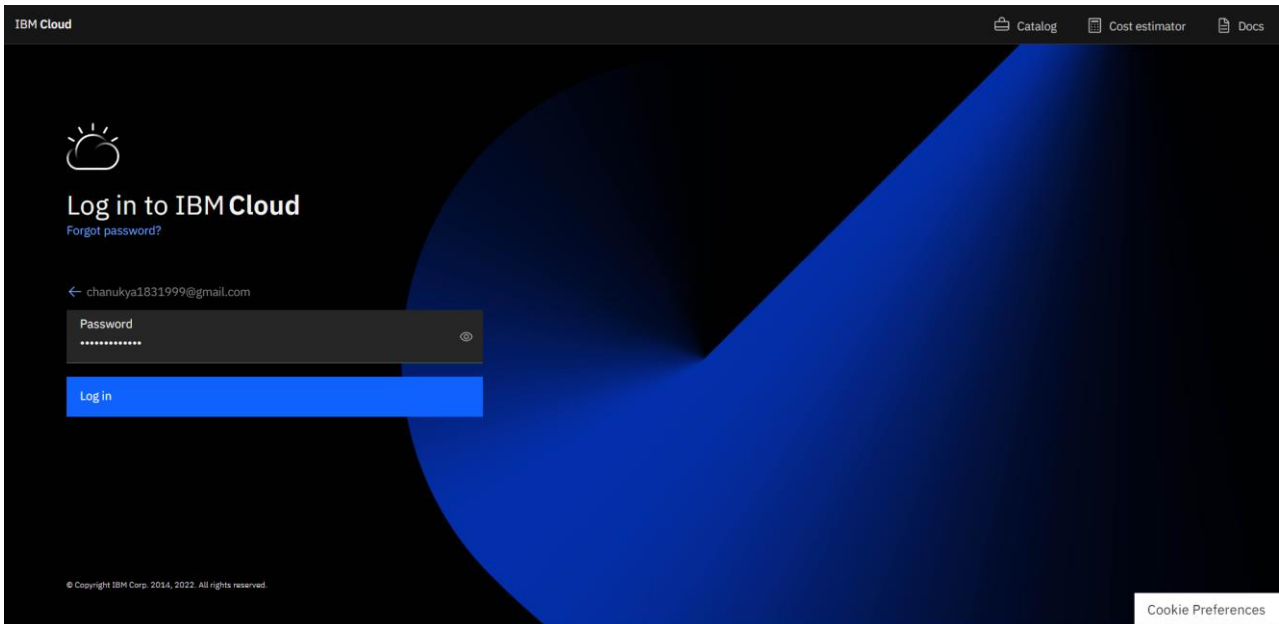 IBM Cloud
Catalog
Cost estimator
Docs
Log in to IBM Cloud
Forgot password?
← chanukya1831999@gmail.com
Password
•••••••••••••
Log in
© Copyright IBM Corp. 2014, 2022. All rights reserved.
Cookie Preferences